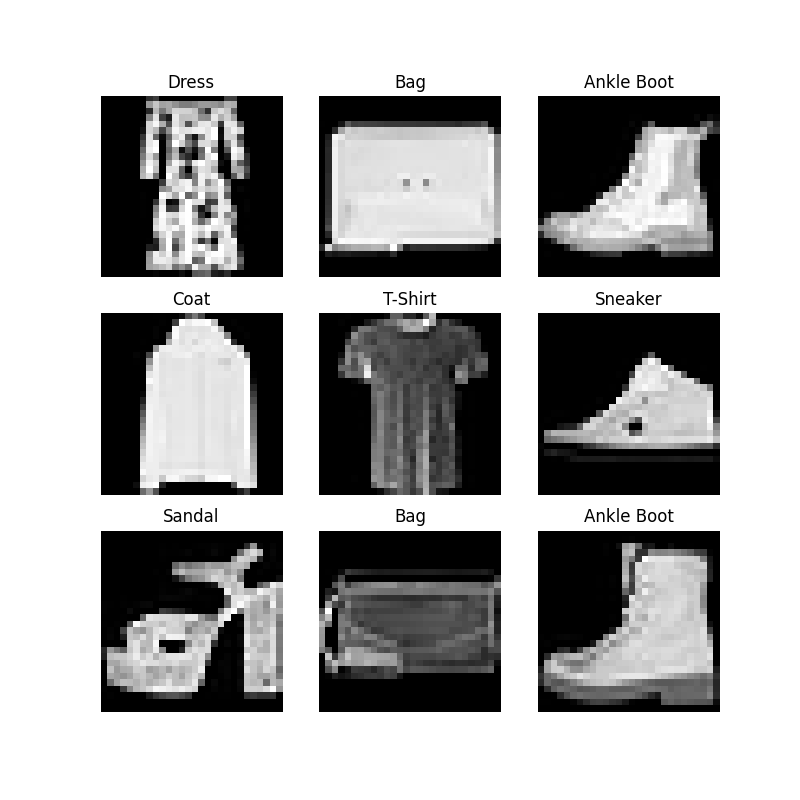 Dress
Bag
Ankle Boot
Coat
T-Shirt
Sneaker
Sandal
Bag
Ankle Boot